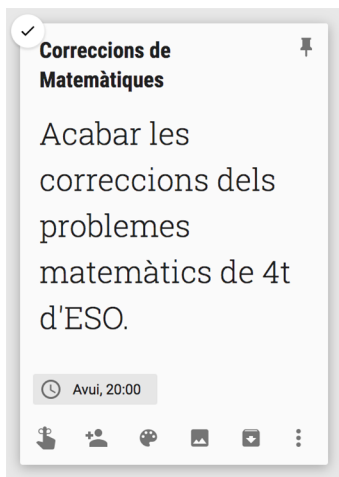 Correccions de
Matemàtiques
Acabar les
correccions dels
problemes
matemàtics de 4t
d'ESO.
Avui, 20:00